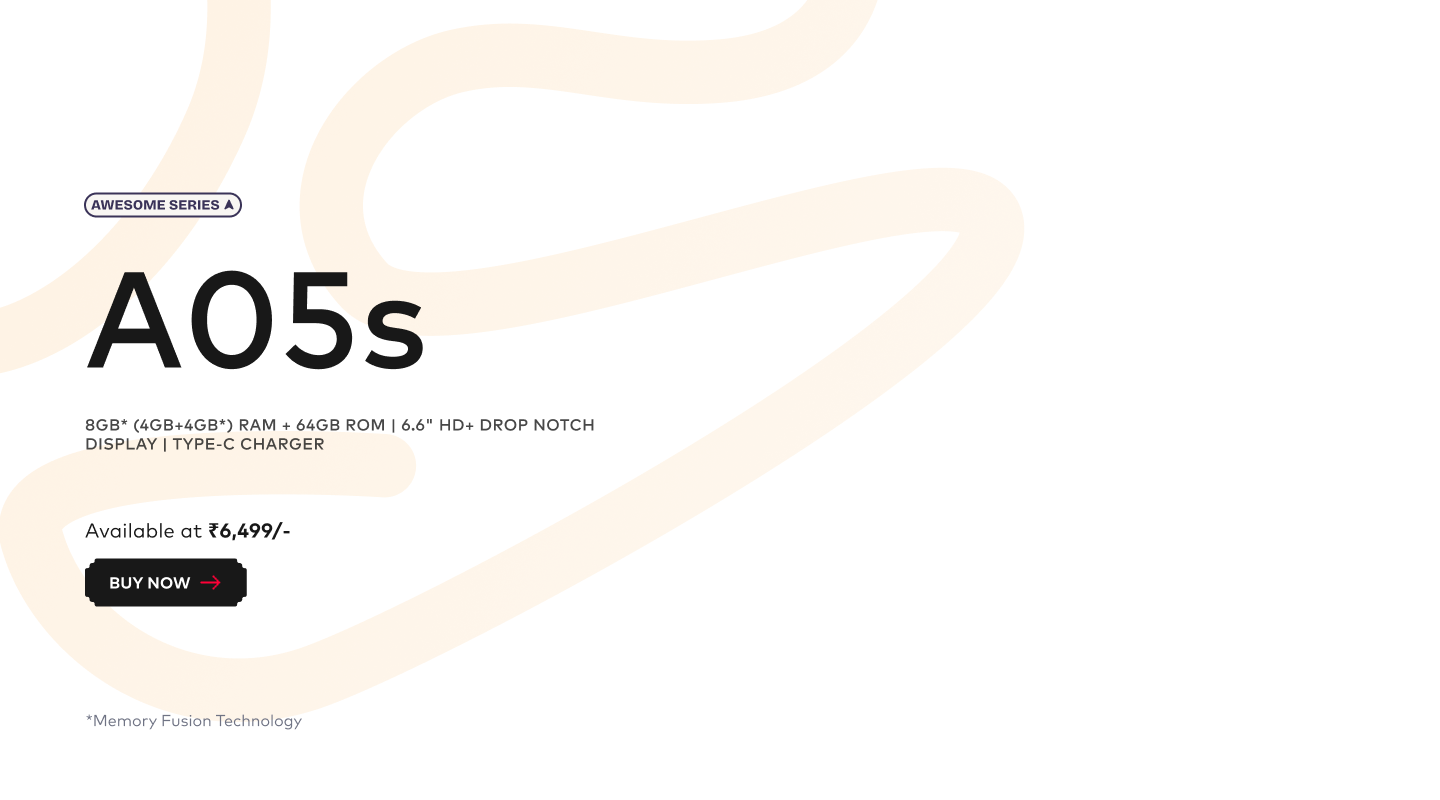 AWESOME SERIES
A05s
8GB* (4GB+4GB*) RAM + 64GB ROM | 6.6" HD+ DROP NOTCH
DISPLAY | TYPE-C CHARGER
Available at ₹6,499/-
BUY NOW →
*Memory Fusion Technology